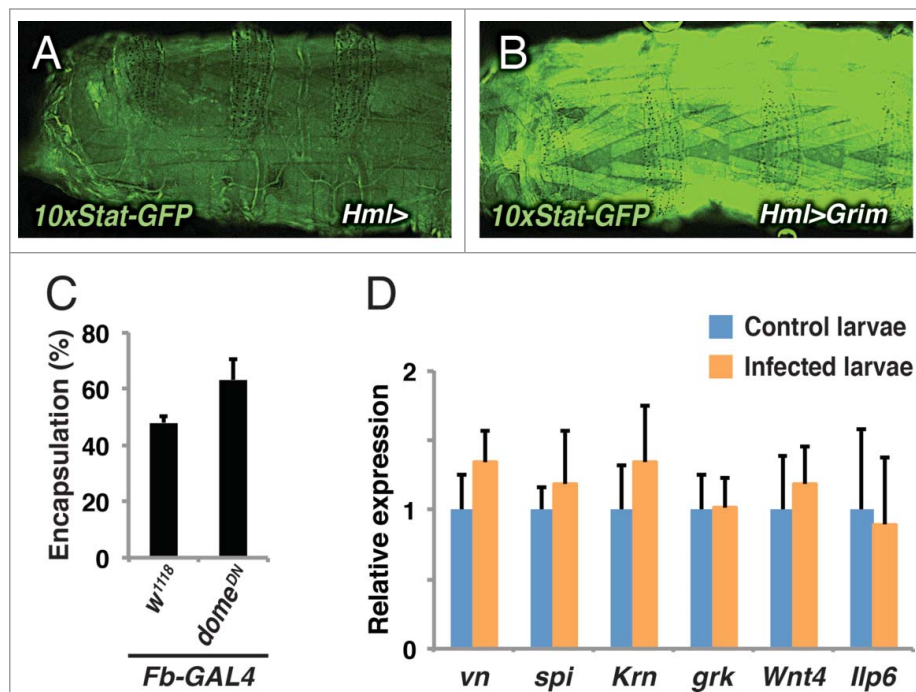 A
10xStat-GFP
Hml>
B
10xStat-GFP
Hml>Grim
C
Encapsulation (%)
80
60
40
20
0
w1118
domeDN
Fb-GAL4
D
Control larvae
Infected larvae
Relative expression
2
1
0
vn spi Krn grk Wnt4 Ilp6